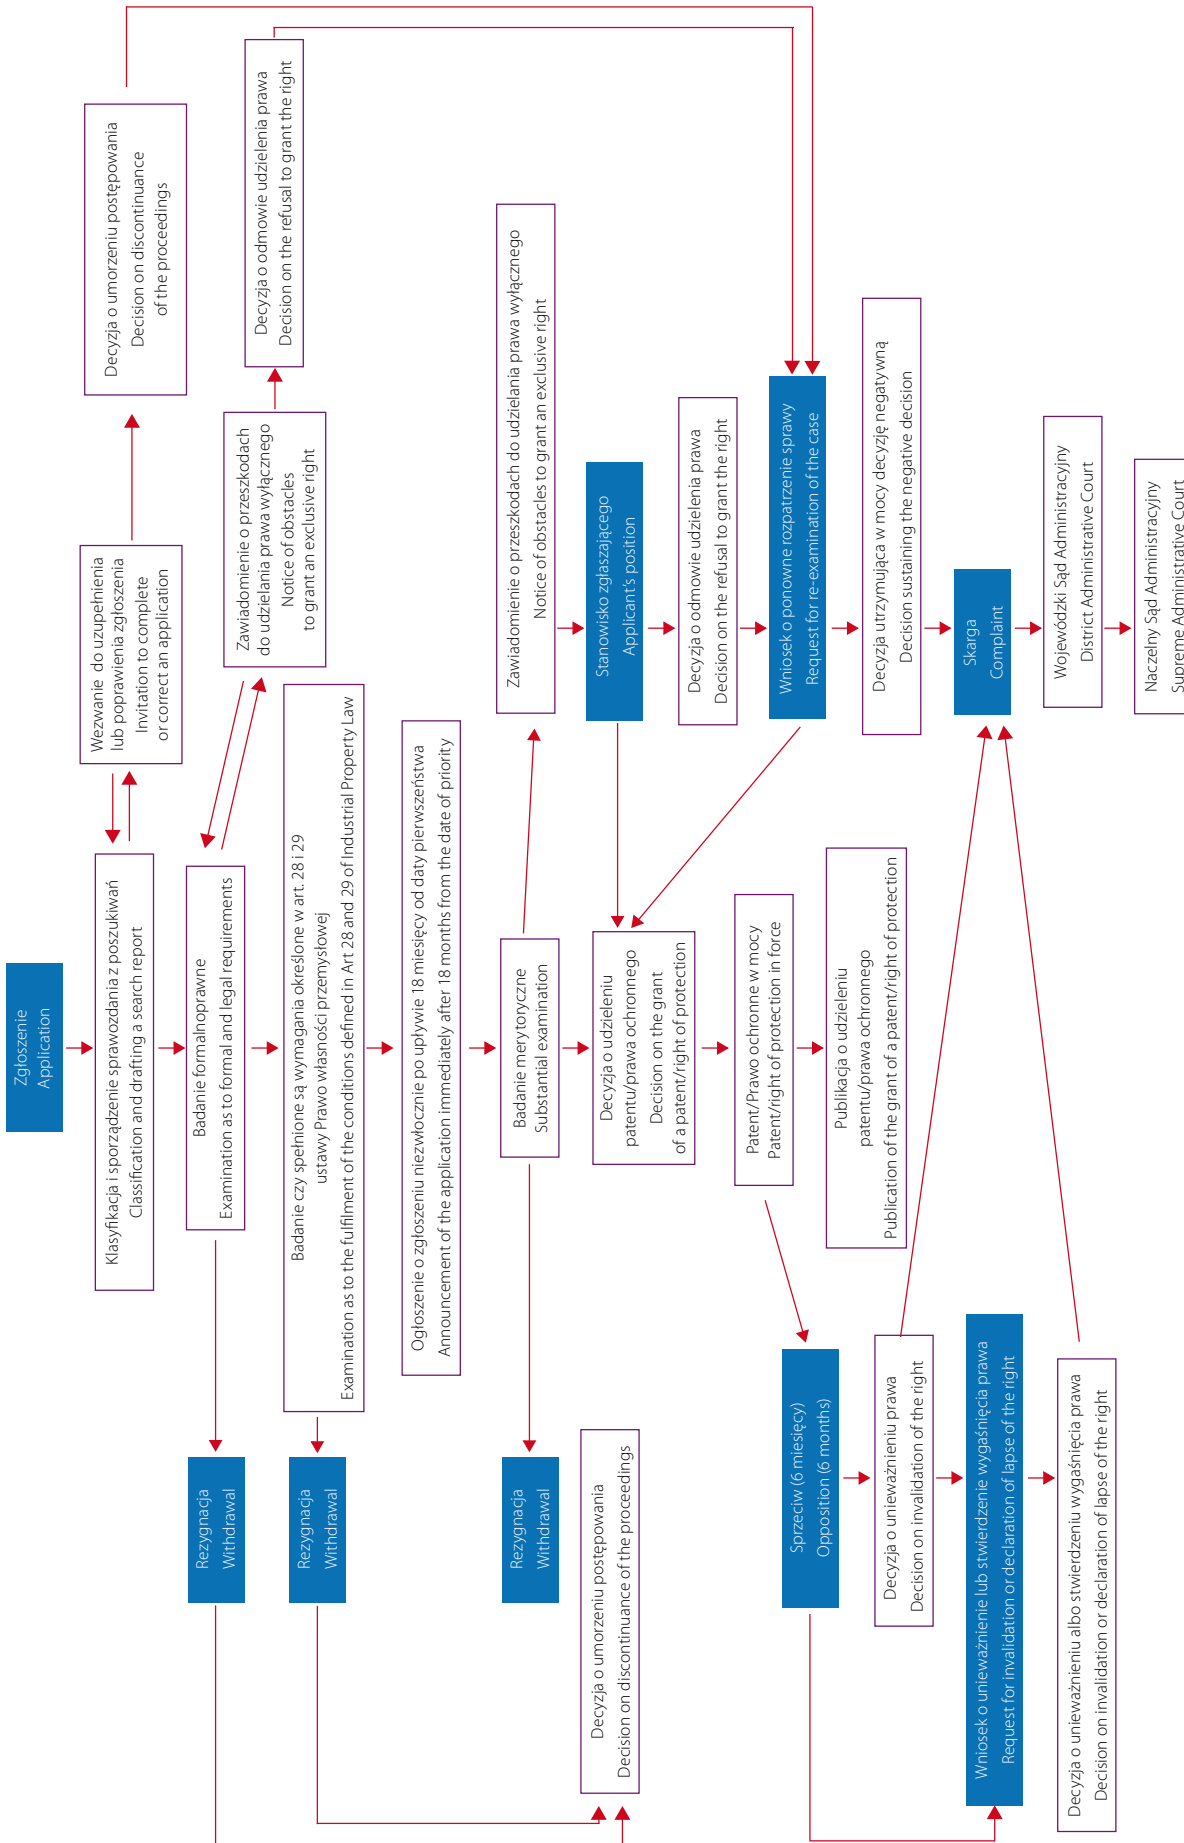 Zgłoszenie
Application
Klasyfikacja i sporządzenie sprawozdania z poszukiwań
Classification and drafting a search report
Wezwanie do uzupełnienia
lub poprawienia zgłoszenia
Invitation to complete
or correct an application
Decyzja o umorzeniu postępowania
Decision on discontinuance
of the proceedings
Badanie formalnoprawne
Examination as to formal and legal requirements
Zawiadomienie o przeszkodach
do udzielania prawa wyłącznego
Notice of obstacles
to grant an exclusive right
Decyzja o odmowie udzielenia prawa
Decision on the refusal to grant the right
Rezygnacja
Withdrawal
Badanie czy spełnione są wymagania określone w art. 28 i 29
ustawy Prawo własności przemysłowej
Examination as to the fulfilment of the conditions defined in Art 28 and 29 of Industrial Property Law
Rezygnacja
Withdrawal
Ogłoszenie o zgłoszeniu niezwłocznie po upływie 18 miesięcy od daty pierwszeństwa
Announcement of the application immediately after 18 months from the date of priority
Badanie merytoryczne
Substantial examination
Zawiadomienie o przeszkodach do udzielania prawa wyłącznego
Notice of obstacles to grant an exclusive right
Rezygnacja
Withdrawal
Decyzja o umorzeniu postępowania
Decision on discontinuance of the proceedings
Decyzja o udzieleniu
patentu/prawa ochronnego
Decision on the grant
of a patent/right of protection
Stanowisko zgłaszającego
Applicant's position
Decyzja o odmowie udzielenia prawa
Decision on the refusal to grant the right
Patent/Prawo ochronne w mocy
Patent/right of protection in force
Wniosek o ponowne rozpatrzenie sprawy
Request for re-examination of the case
Sprzeciw (6 miesięcy)
Opposition (6 months)
Publikacja o udzieleniu
patentu/prawa ochronnego
Publication of the grant of a patent/right of protection
Decyzja utrzymująca w mocy decyzję negatywną
Decision sustaining the negative decision
Decyzja o unieważnieniu prawa
Decision on invalidation of the right
Skarga
Complaint
Wniosek o unieważnienie lub stwierdzenie wygaśnięcia prawa
Request for invalidation or declaration of lapse of the right
Wojewódzki Sąd Administracyjny
District Administrative Court
Decyzja o unieważnieniu albo stwierdzeniu wygaśnięcia prawa
Decision on invalidation or declaration of lapse of the right
Naczelny Sąd Administracyjny
Supreme Administrative Court